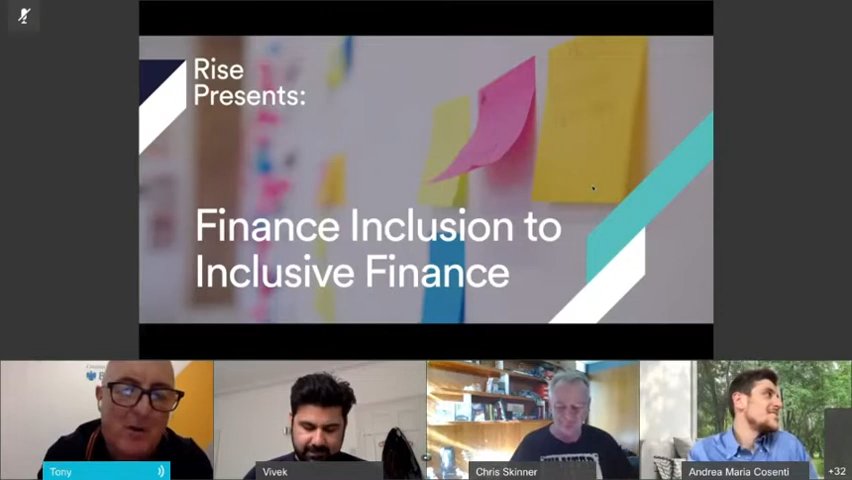 Rise
Presents:
Finance Inclusion to
Inclusive Finance
Tony
Vivek
Chris Skinner
Andrea Maria Cosenti
+32